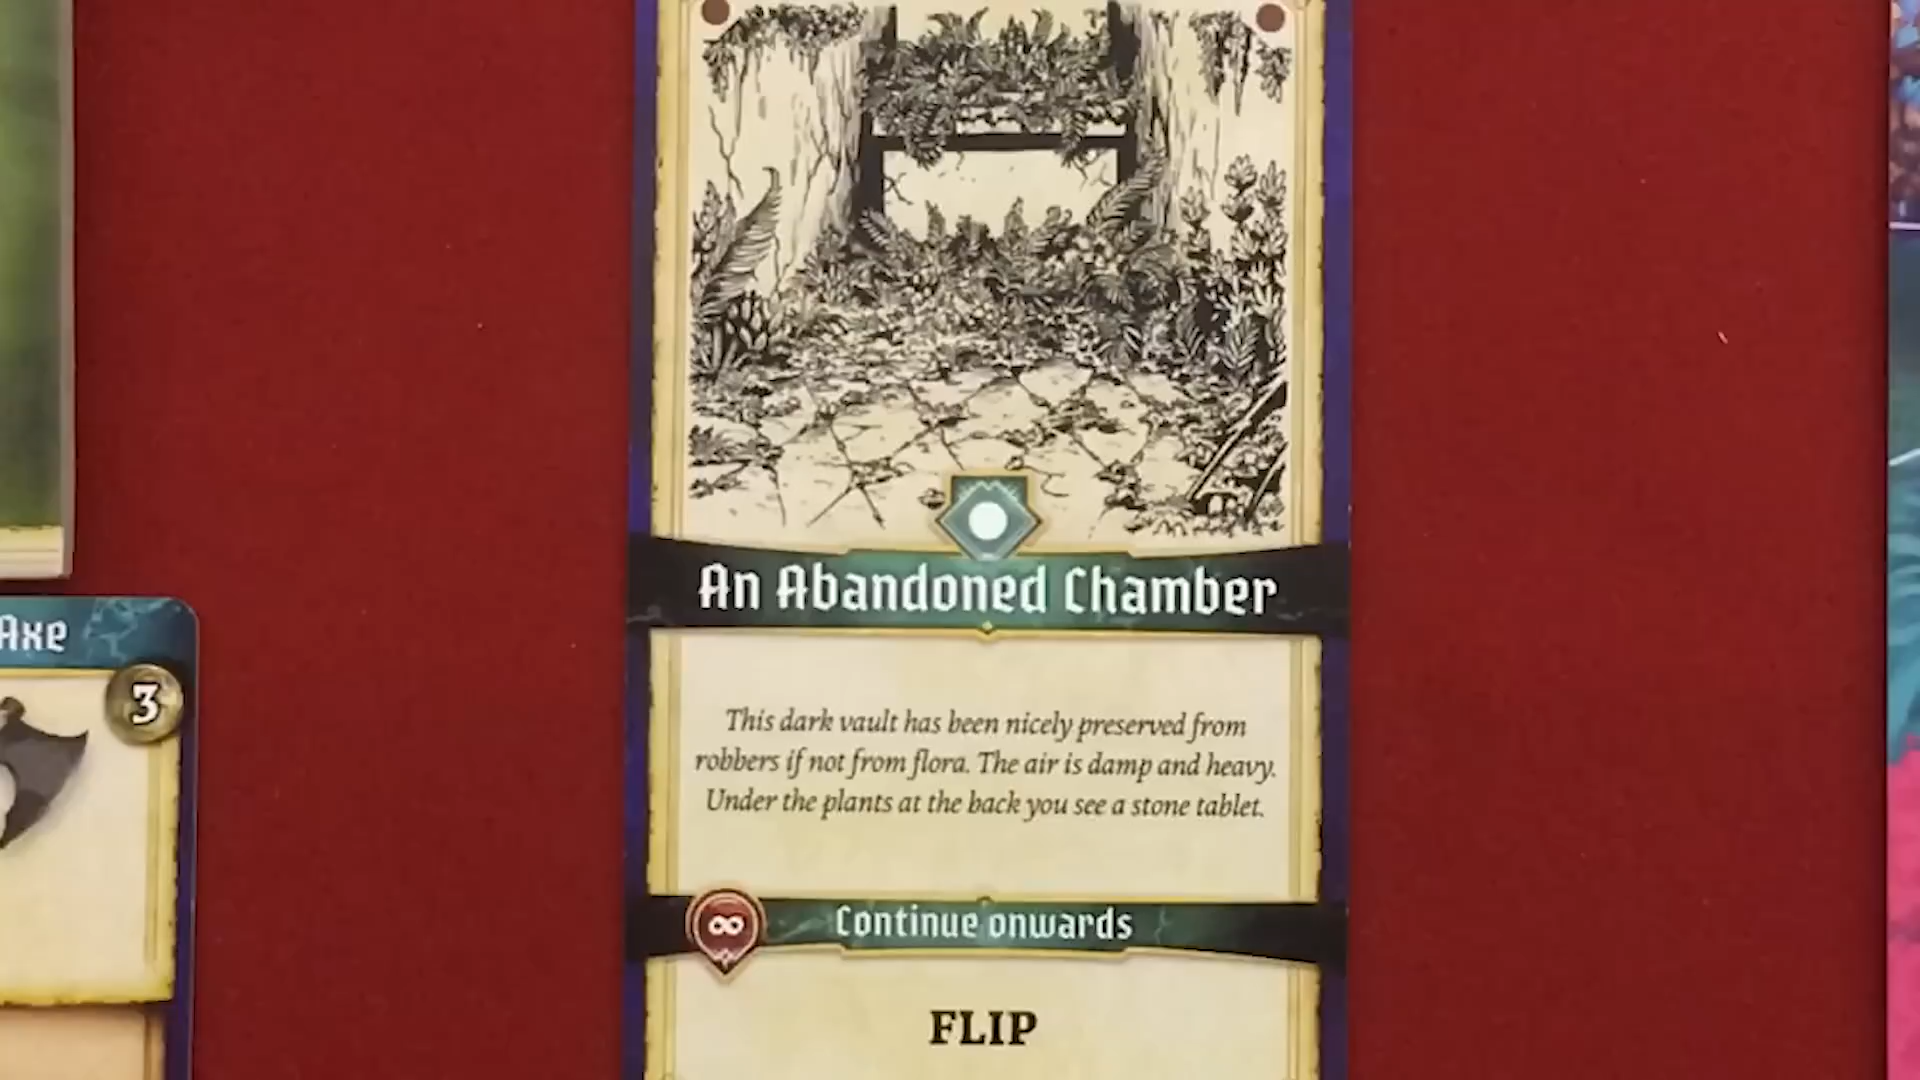 An Abandoned Chamber
This dark vault has been nicely preserved from
robbers if not from flora. The air is damp and heavy.
Under the plants at the back you see a stone tablet.
∞ Continue onwards
FLIP
Axe
3